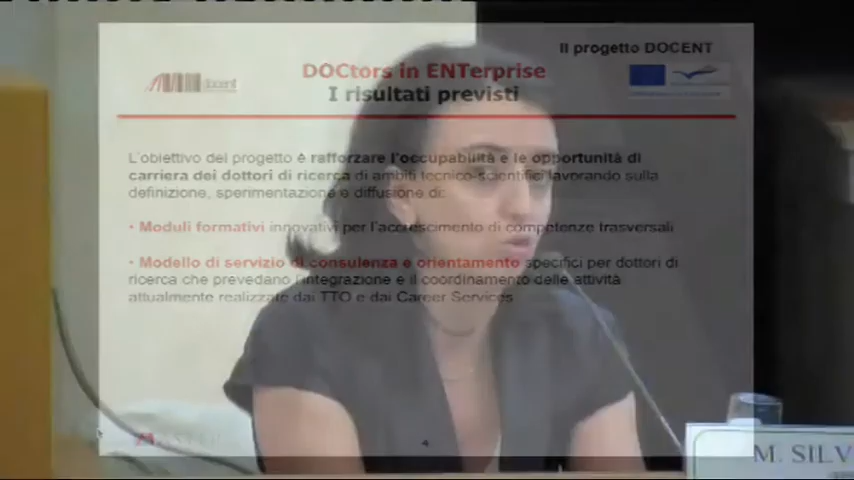 Il progetto DOCENT
DOCtors in ENTerprise
I risultati previsti
docent
L'obiettivo del progetto è rafforzare l'occupabilità e le opportunità di
carriera dei dottori di ricerca di ambiti tecnico-scientifici lavorando sulla
definizione, sperimentazione e diffusione di:
• Moduli formativi innovativi per l'accrescimento di competenze trasversali
• Modello di servizio di consulenza e orientamento specifici per dottori di
ricerca che prevedano l'integrazione e il coordinamento delle attività
attualmente realizzate dai TTO e dai Career Services
M. SILV